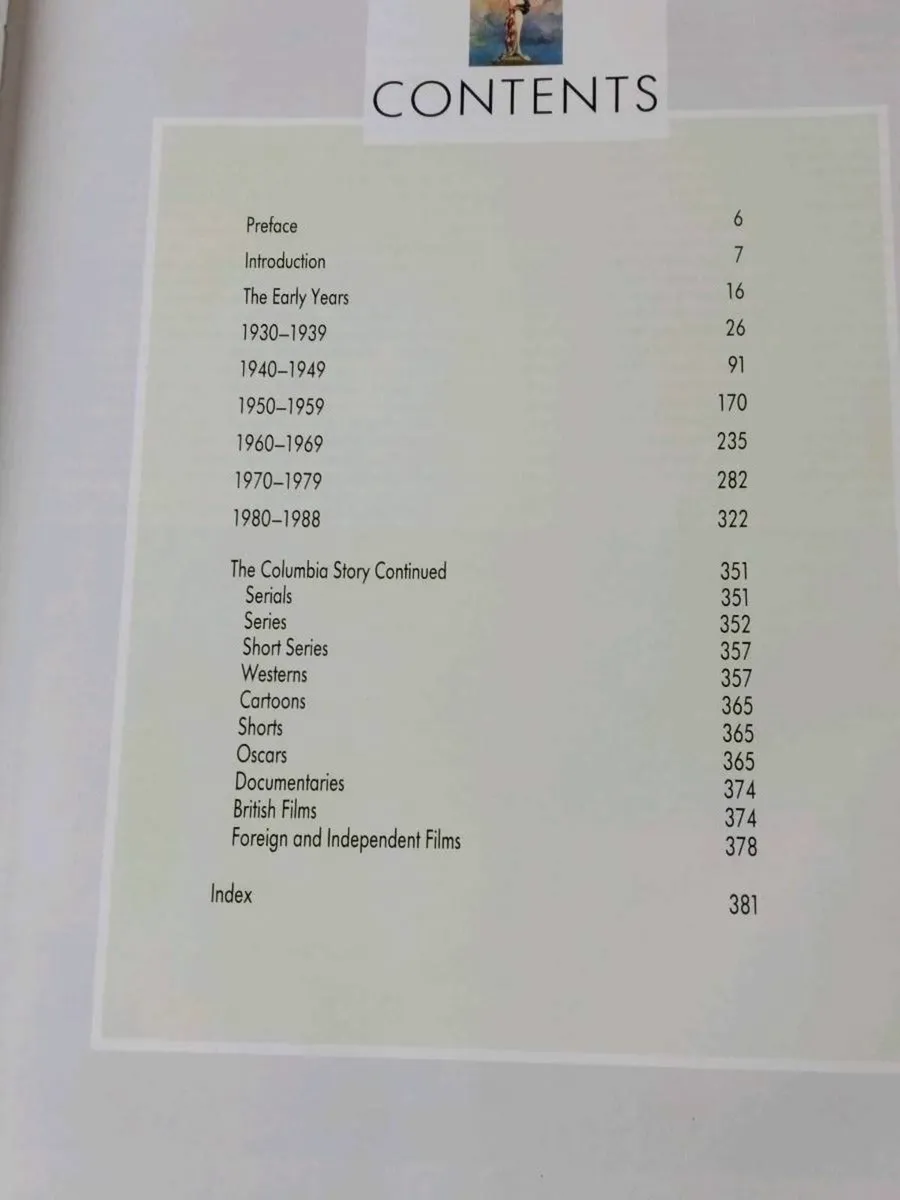 CONTENTS
Preface 6
Introduction 7
The Early Years 16
1930–1939 26
1940–1949 91
1950–1959 170
1960–1969 235
1970–1979 282
1980–1988 322
The Columbia Story Continued 351
Serials 351
Series 352
Short Series 357
Westerns 357
Cartoons 365
Shorts 365
Oscars 365
Documentaries 374
British Films 374
Foreign and Independent Films 378
Index 381